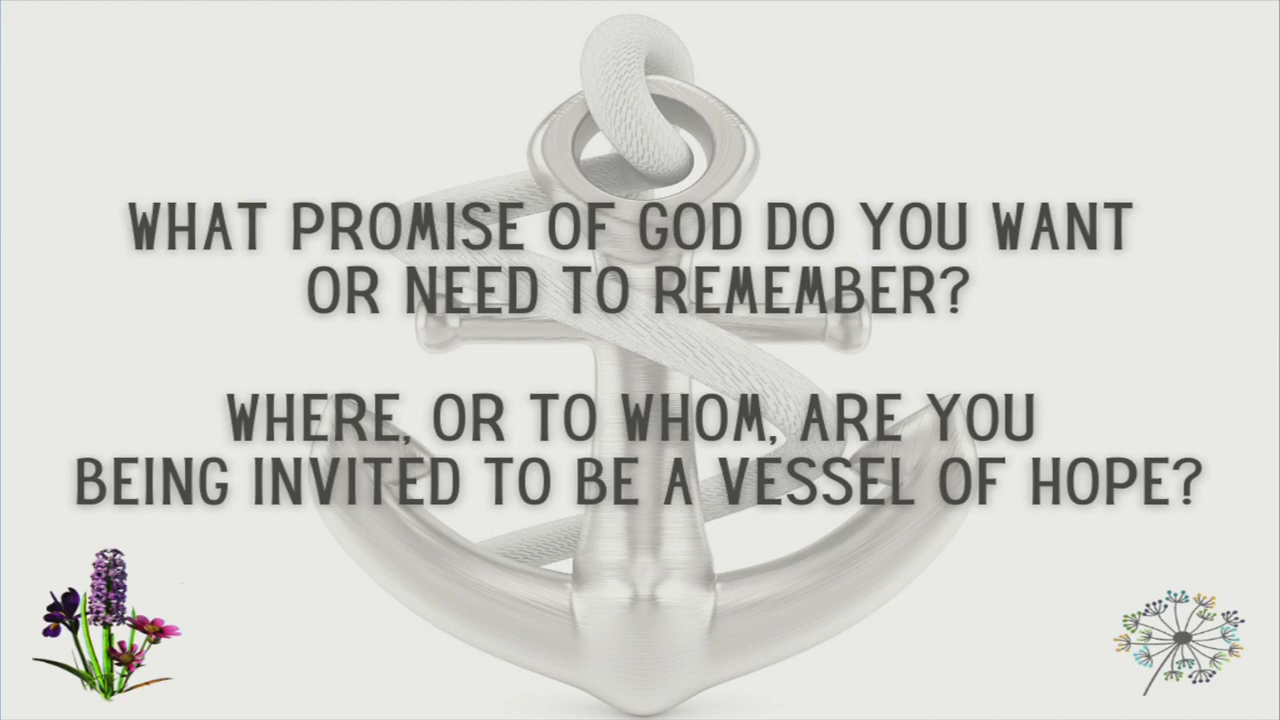 WHAT PROMISE OF GOD DO YOU WANT
OR NEED TO REMEMBER?
WHERE, OR TO WHOM, ARE YOU
BEING INVITED TO BE A VESSEL OF HOPE?